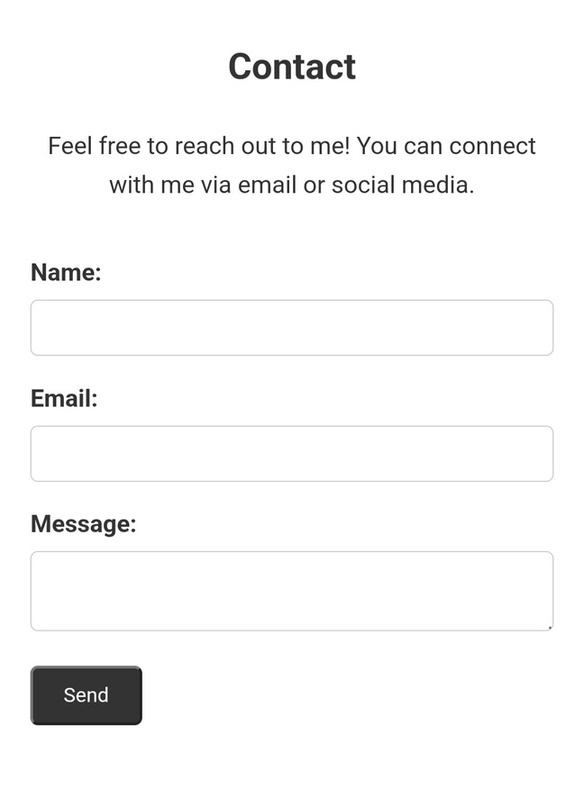 Contact
Feel free to reach out to me! You can connect
with me via email or social media.
Name:
Email:
Message:
Send